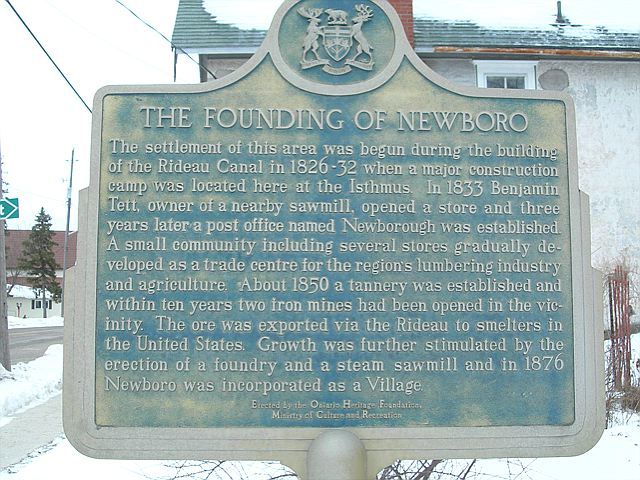 THE FOUNDING OF NEWBORO
The settlement of this area was begun during the building
of the Rideau Canal in 1826-32 when a major construction
camp was located here at the Isthmus. In 1833 Benjamin
Tett, owner of a nearby sawmill, opened a store and three
years later a post office named Newborough was established.
A small community including several stores gradually de-
veloped as a trade centre for the region's lumbering industry
and agriculture. About 1850 a tannery was established and
within ten years two iron mines had been opened in the vic-
inity. The ore was exported via the Rideau to smelters in
the United States. Growth was further stimulated by the
erection of a foundry and a steam sawmill and in 1876
Newboro was incorporated as a Village.
Erected by the Ontario Heritage Foundation,
Ministry of Culture and Recreation